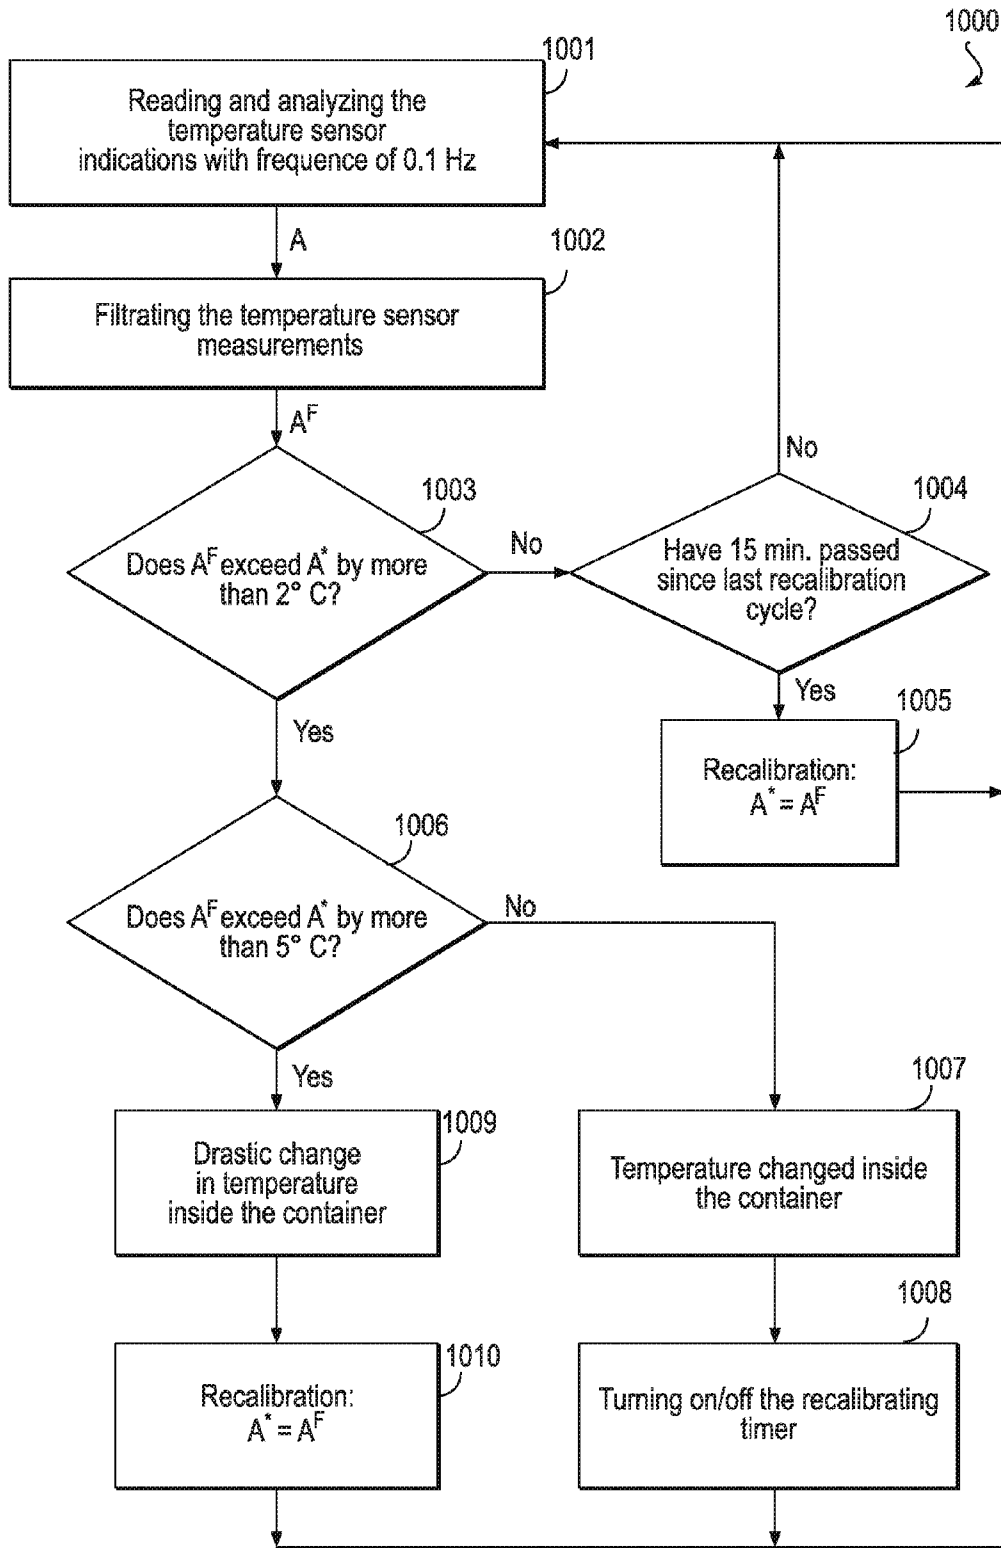 1000
1001
Reading and analyzing the
temperature sensor
indications with frequence of 0.1 Hz
A
1002
Filtrating the temperature sensor
measurements
A^F
1003
Does A^F exceed A* by more
than 2° C?
No
1004
Have 15 min. passed
since last recalibration
cycle?
No
Yes
1005
Recalibration:
A* = A^F
Yes
1006
Does A^F exceed A* by more
than 5° C?
No
Yes
1007
Temperature changed inside
the container
1009
Drastic change
in temperature
inside the container
1008
Turning on/off the recalibrating
timer
1010
Recalibration:
A* = A^F